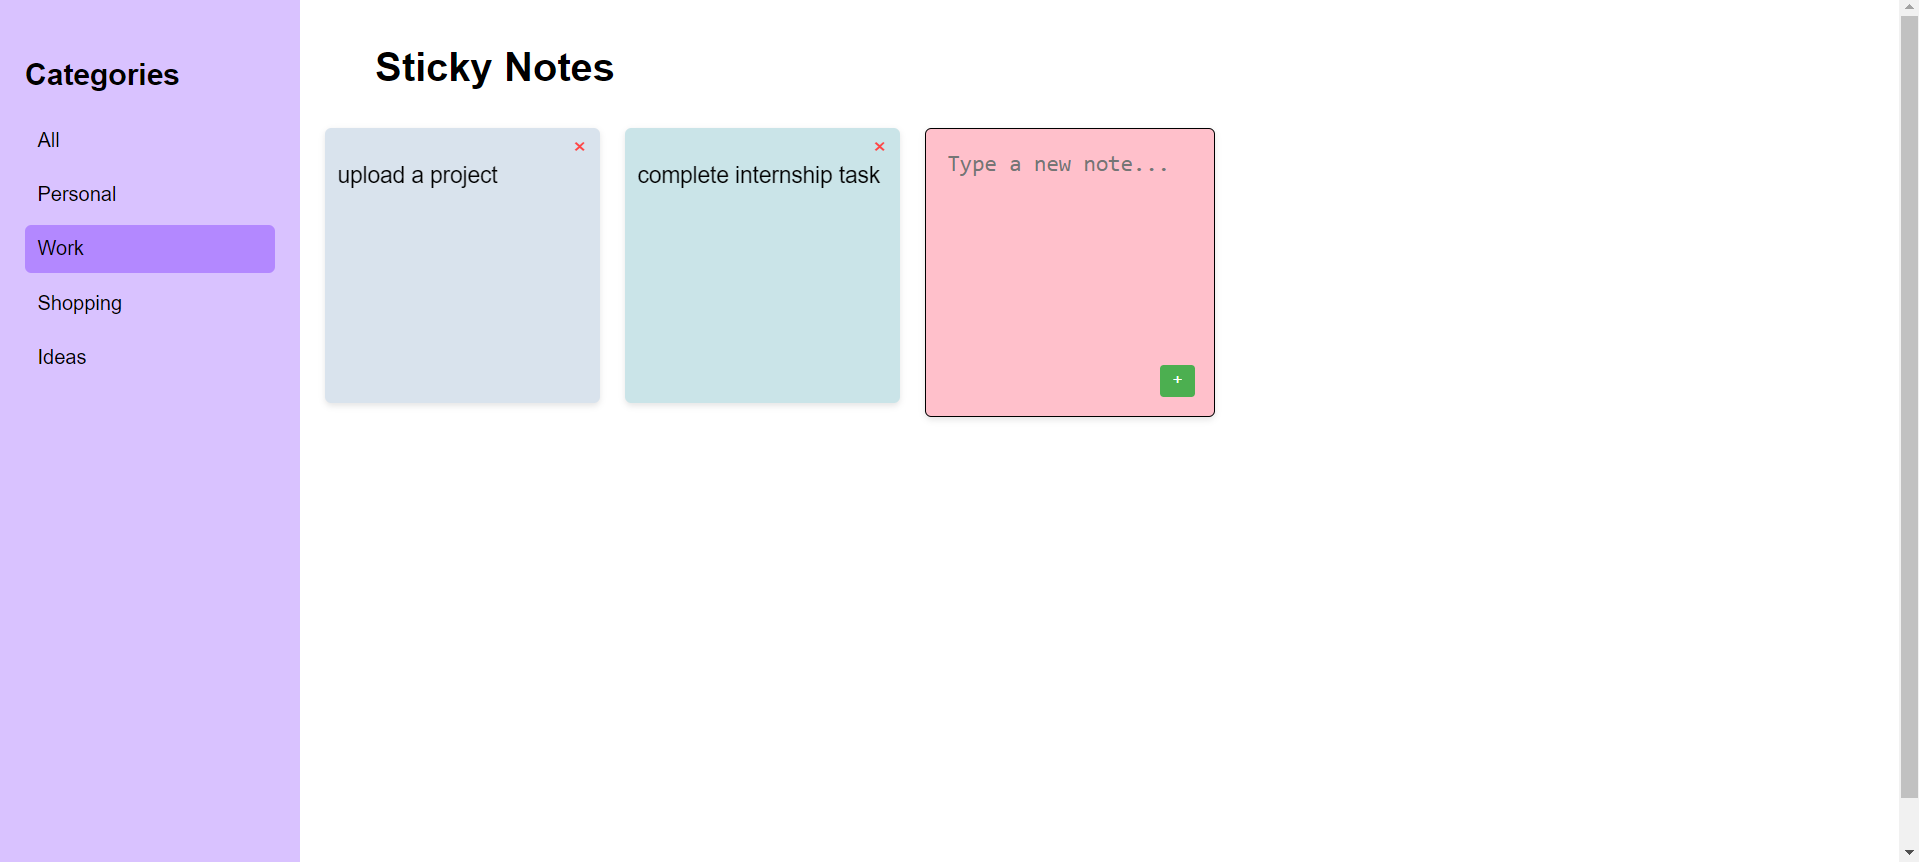 Categories
All
Personal
Work
Shopping
Ideas
Sticky Notes
×
upload a project
×
complete internship task
Type a new note...
+